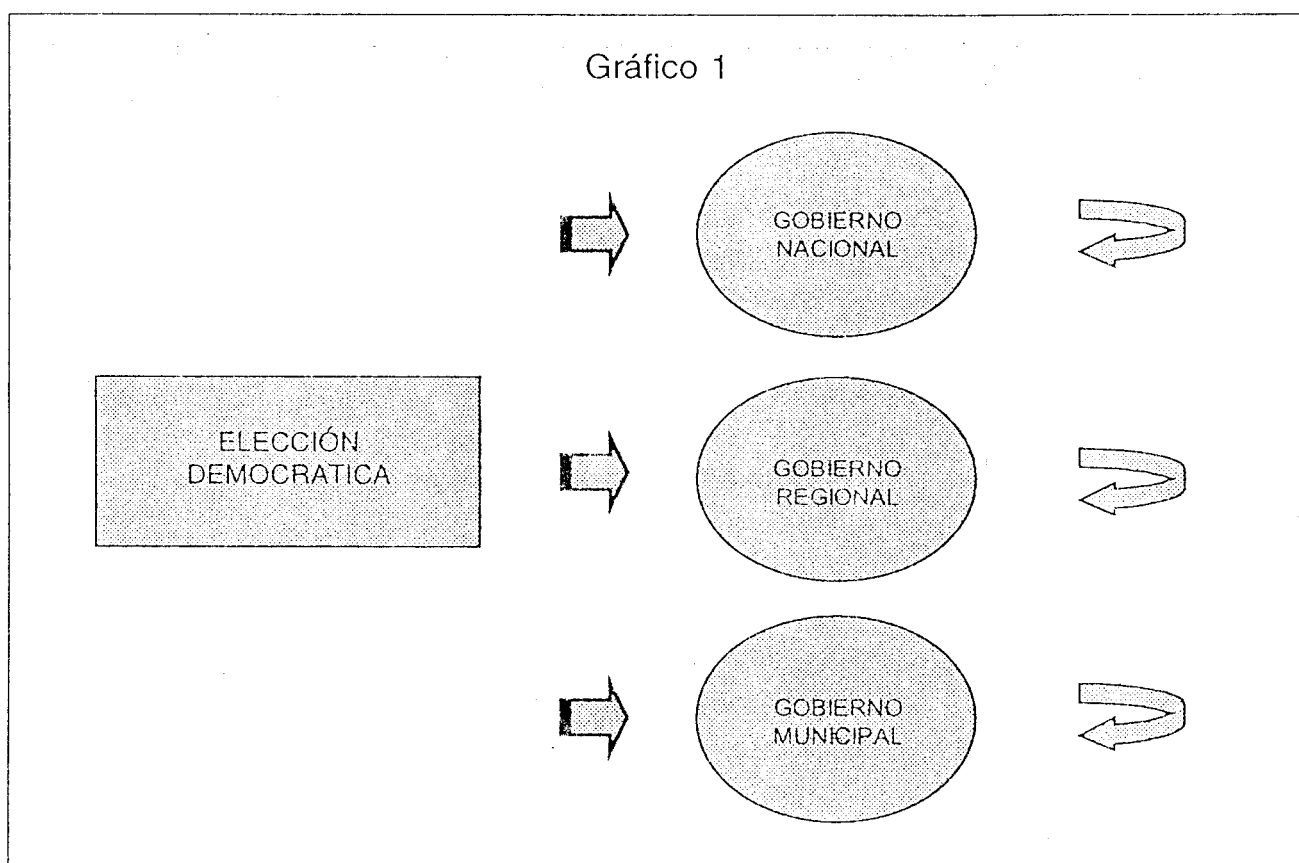 Gráfico 1
GOBIERNO
NACIONAL
ELECCIÓN
DEMOCRATICA
GOBIERNO
REGIONAL
GOBIERNO
MUNICIPAL